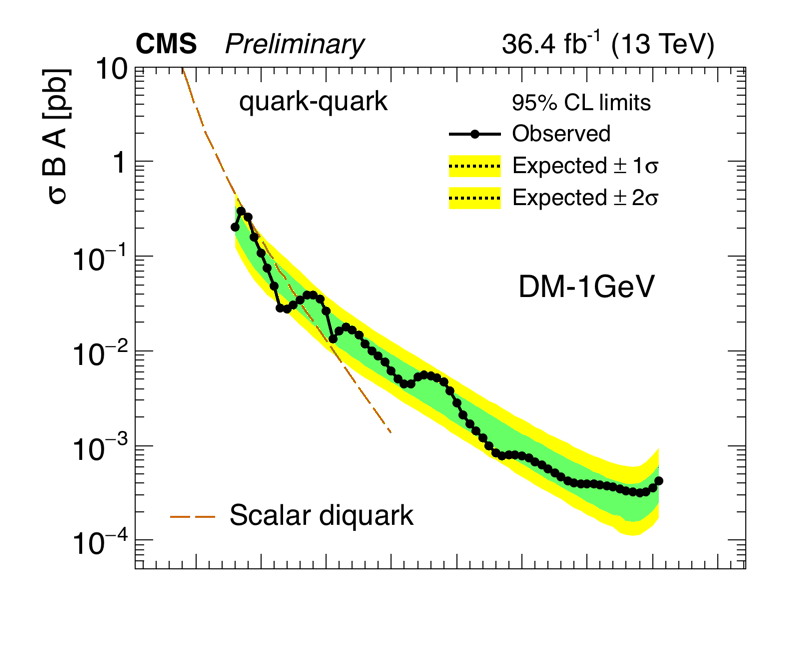 CMS Preliminary 36.4 fb⁻¹ (13 TeV)
σ B A [pb]
10
1
10⁻¹
10⁻²
10⁻³
10⁻⁴
quark-quark
95% CL limits
Observed
Expected ± 1σ
Expected ± 2σ
DM-1GeV
Scalar diquark